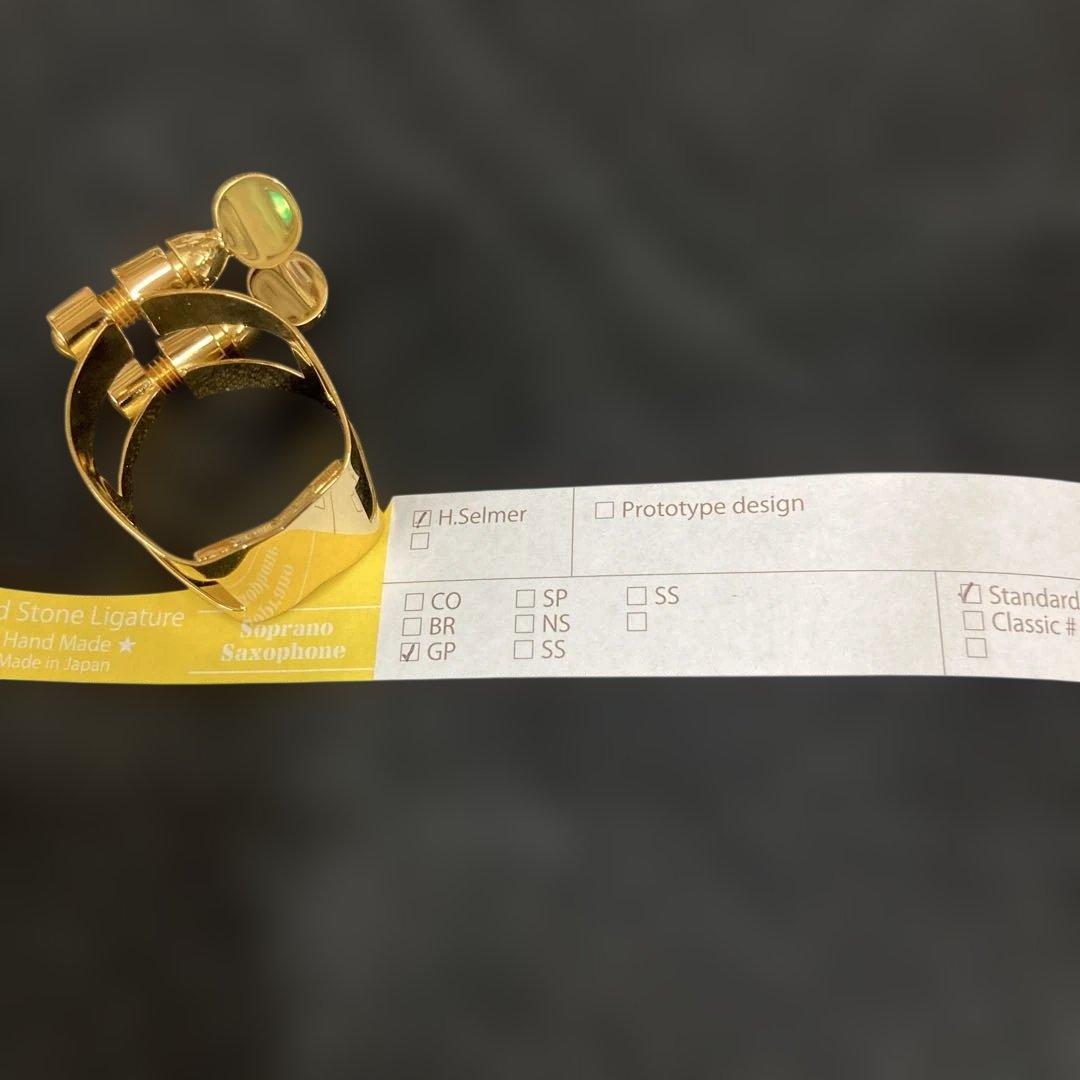 d Stone Ligature
Hand Made ★
Made in Japan
Soprano
Saxophone
☑ H.Selmer
☐
☐ Prototype design
☐ CO
☐ BR
☑ GP
☐ SP
☐ NS
☐ SS
☐ SS
☐
☑ Standard
☐ Classic #
☐